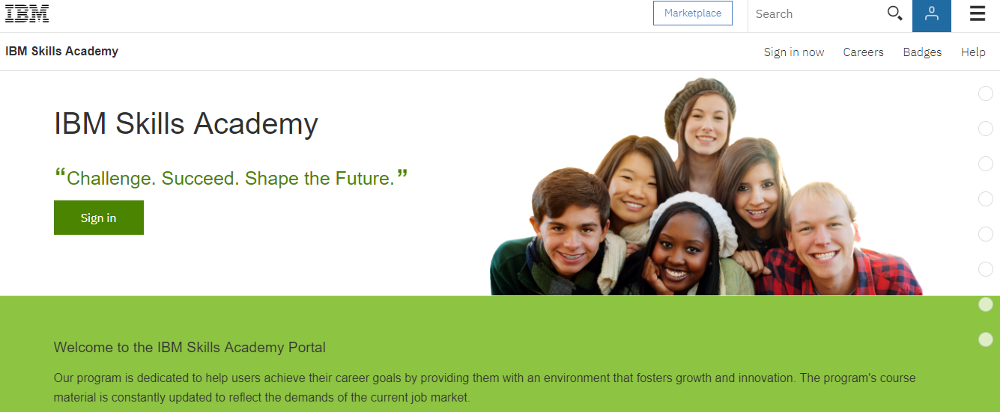 IBM
Marketplace
Search
IBM Skills Academy
Sign in now
Careers
Badges
Help
IBM Skills Academy
“Challenge. Succeed. Shape the Future.”
Sign in
Welcome to the IBM Skills Academy Portal
Our program is dedicated to help users achieve their career goals by providing them with an environment that fosters growth and innovation. The program's course
material is constantly updated to reflect the demands of the current job market.